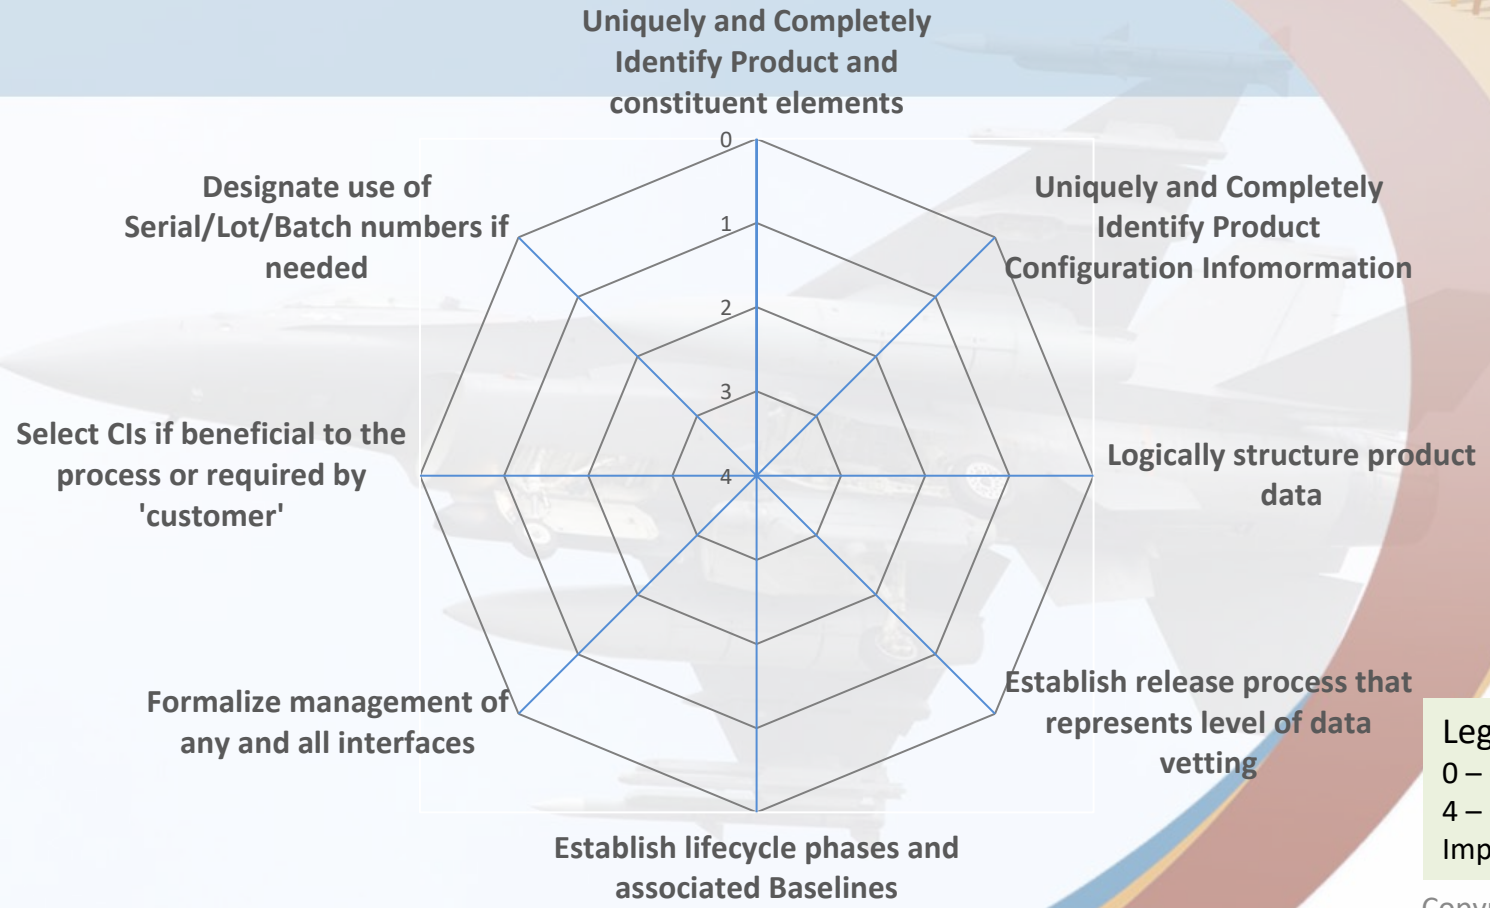 Uniquely and Completely
Identify Product and
constituent elements
0
1
2
3
4
Uniquely and Completely
Identify Product
Configuration Infomormation
Logically structure product
data
Establish release process that
represents level of data
vetting
Establish lifecycle phases and
associated Baselines
Formalize management of
any and all interfaces
Select CIs if beneficial to the
process or required by
'customer'
Designate use of
Serial/Lot/Batch numbers if
needed
0 –
4 –